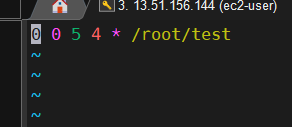 3. 13.51.156.144 (ec2-user)
0 0 5 4 * /root/test
~
~
~
~